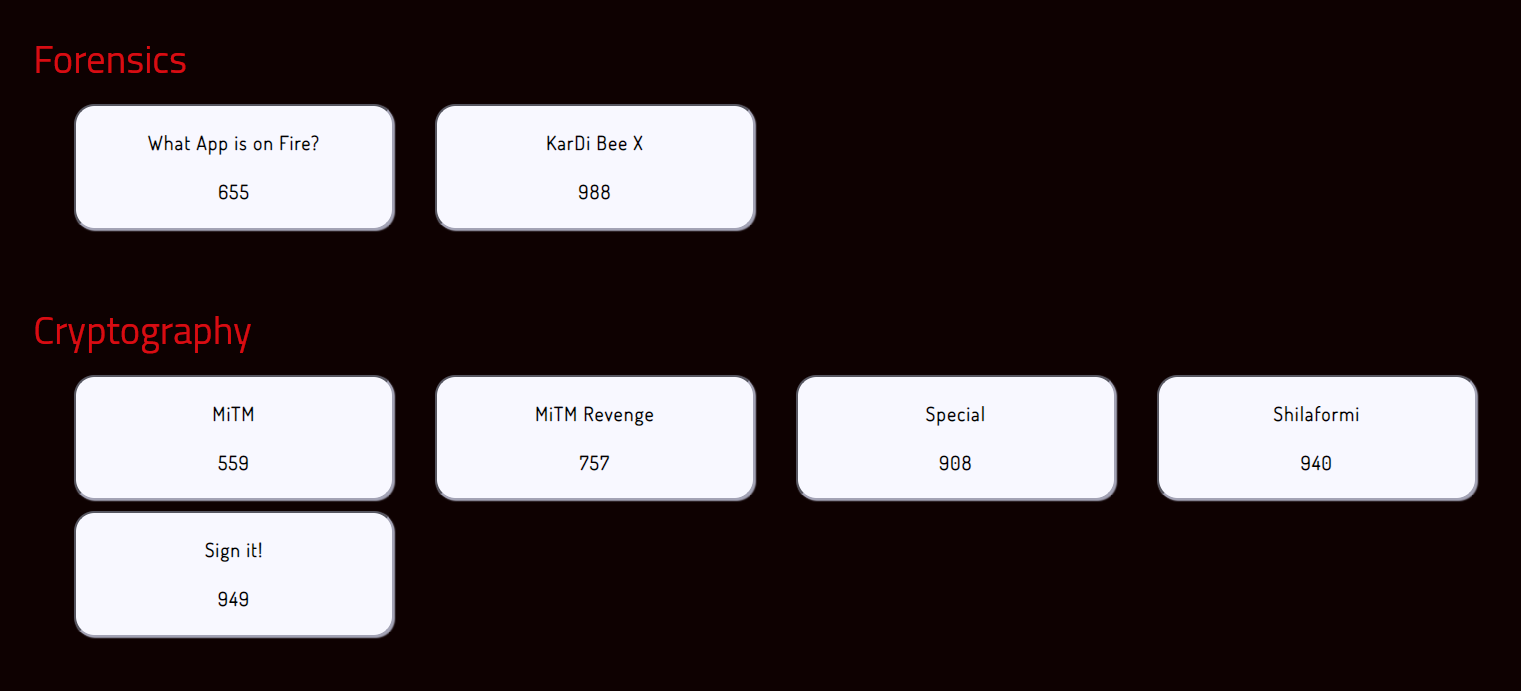 Forensics
What App is on Fire?
655
KarDi Bee X
988
Cryptography
MiTM
559
MiTM Revenge
757
Special
908
Shilaformi
940
Sign it!
949